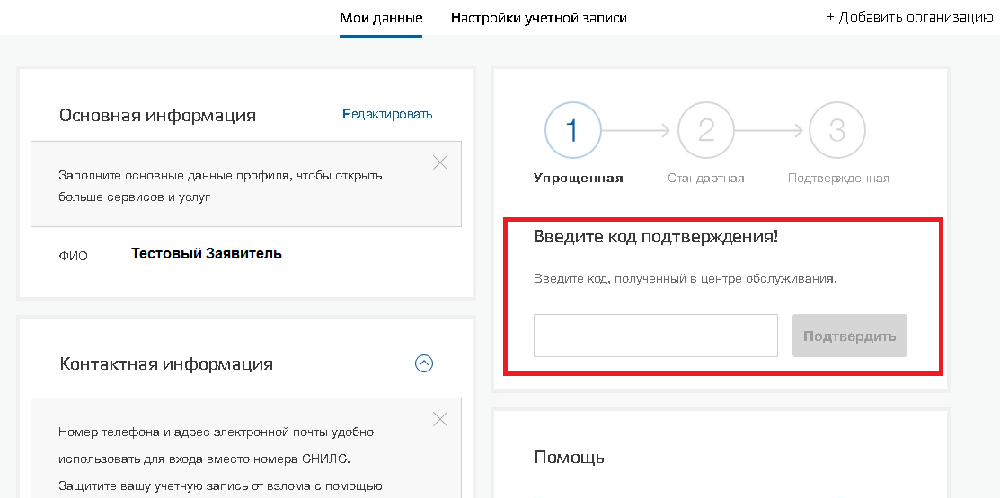 Мои данные
Настройки учетной записи
+ Добавить организацию
Основная информация
Редактировать
Заполните основные данные профиля, чтобы открыть
больше сервисов и услуг
ФИО
Тестовый Заявитель
Контактная информация
Номер телефона и адрес электронной почты удобно
использовать для входа вместо номера СНИЛС.
Защитите вашу учетную запись от взлома с помощью
1
2
3
Упрощенная
Стандартная
Подтвержденная
Введите код подтверждения!
Введите код, полученный в центре обслуживания.
Подтвердить
Помощь